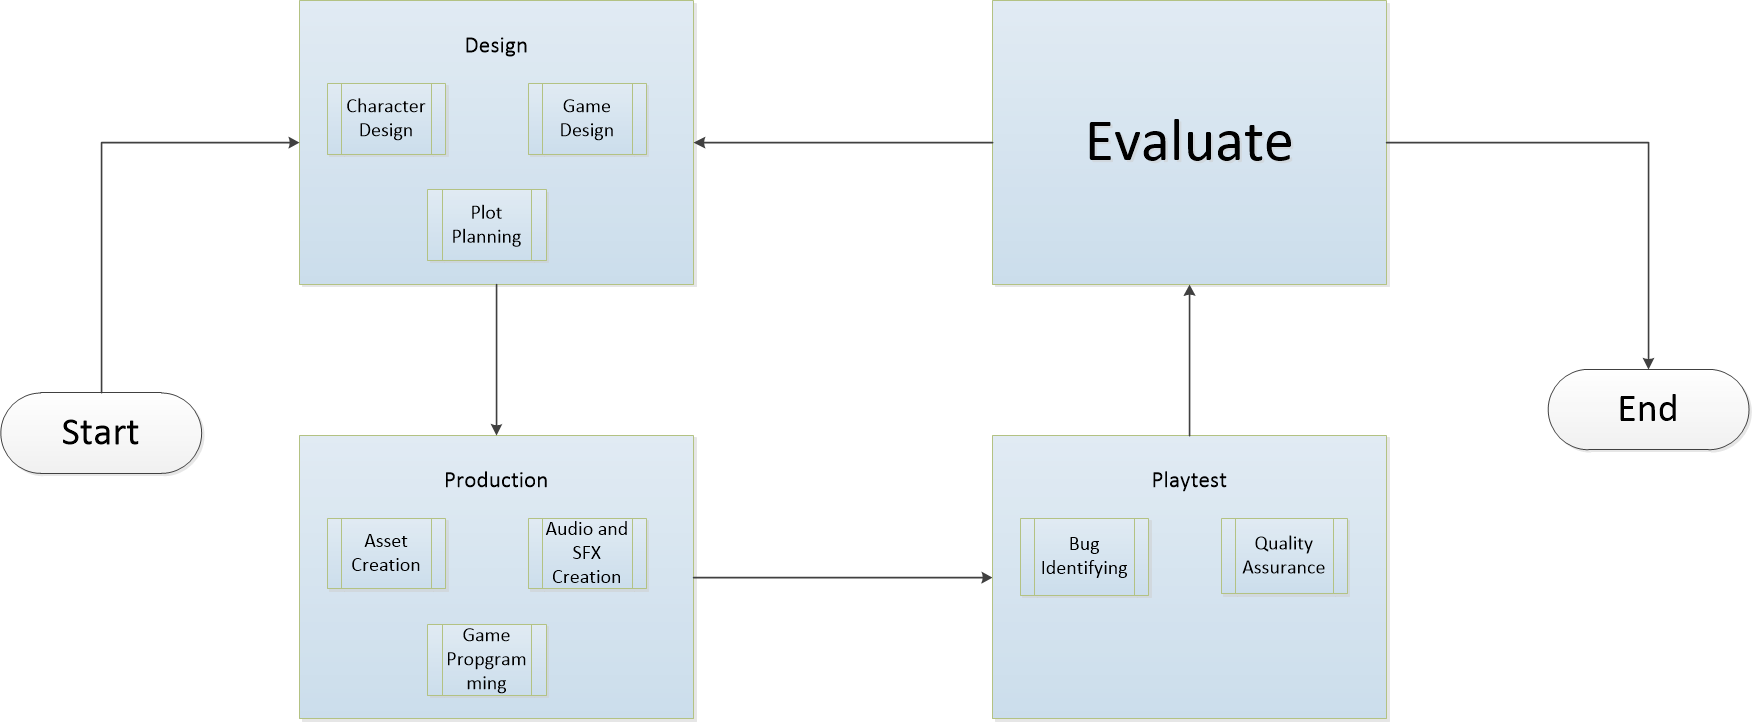 Design
Character
Design
Game
Design
Plot
Planning
Evaluate
Start
End
Production
Asset
Creation
Audio and
SFX
Creation
Game
Propgram
ming
Playtest
Bug
Identifying
Quality
Assurance